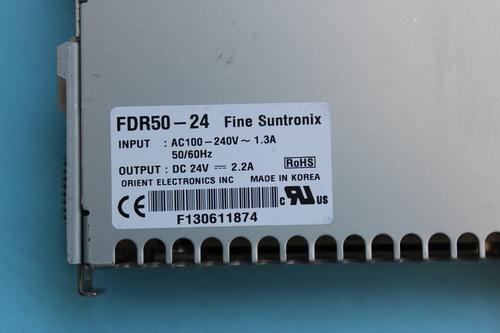 FDR50-24 Fine Suntronix
INPUT : AC100-240V~1.3A
50/60Hz
OUTPUT : DC 24V ⎓ 2.2A
RoHS
ORIENT ELECTRONICS INC MADE IN KOREA
CE
c RU US
F130611874